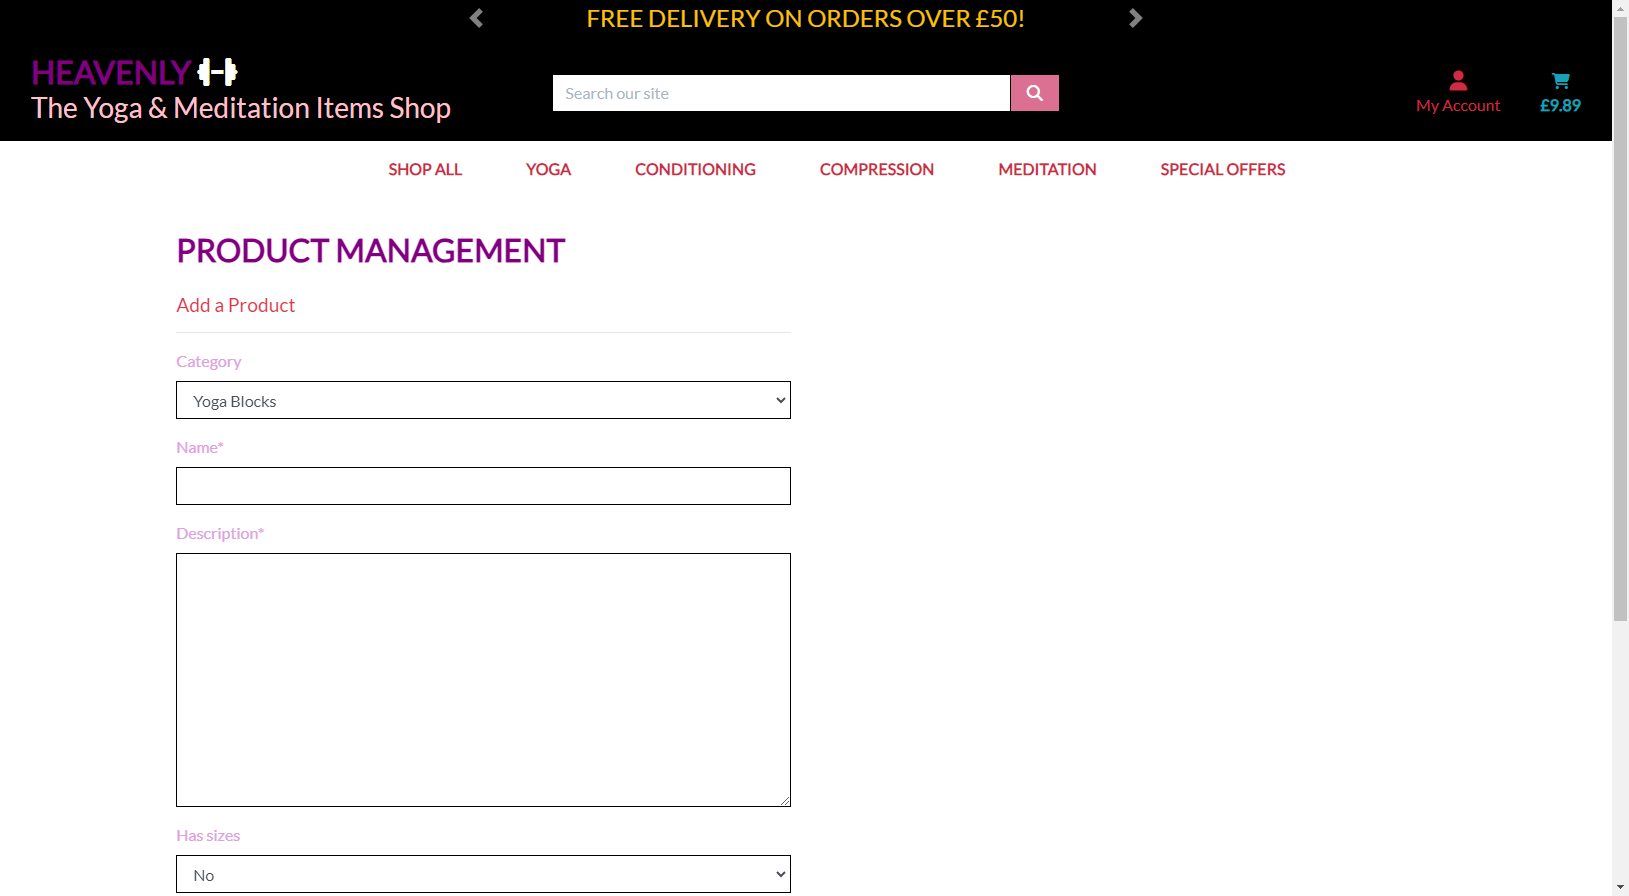 FREE DELIVERY ON ORDERS OVER £50!
HEAVENLY
The Yoga & Meditation Items Shop
Search our site
My Account
£9.89
SHOP ALL YOGA CONDITIONING COMPRESSION MEDITATION SPECIAL OFFERS
PRODUCT MANAGEMENT
Add a Product
Category
Yoga Blocks
Name*
Description*
Has sizes
No